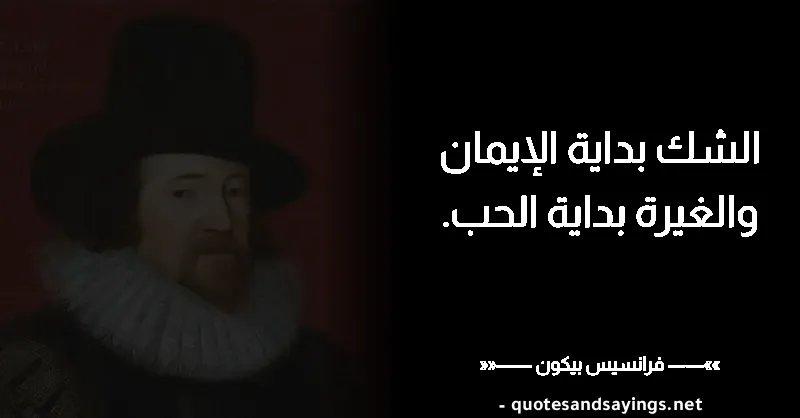 الشك بداية الإيمان
والغيرة بداية الحب.
»»—— فرانسيس بيكون ——««
- quotesandsayings.net